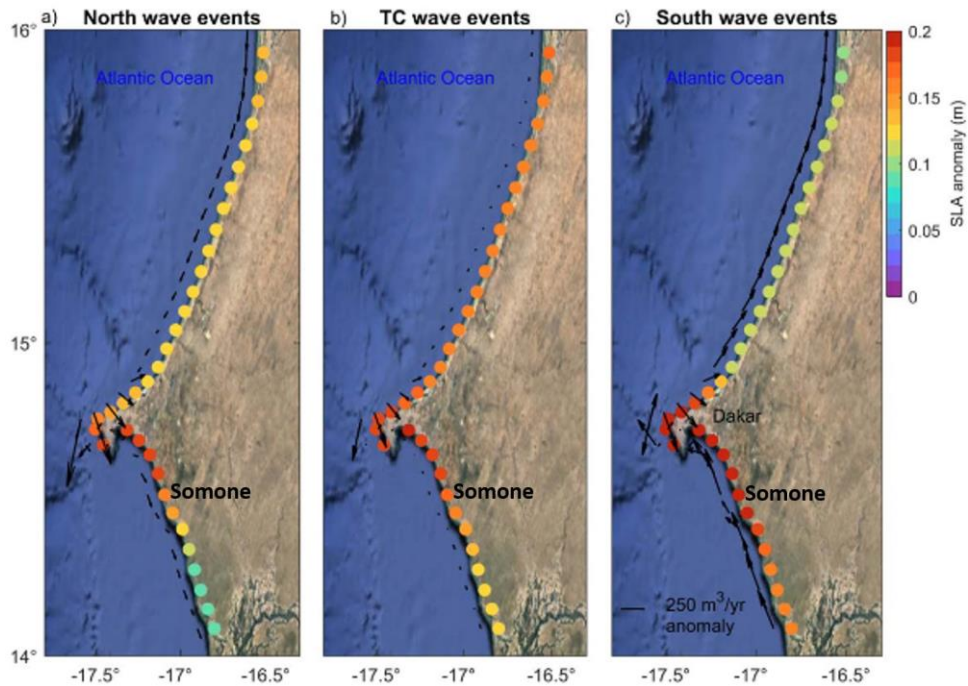 a) North wave events
b) TC wave events
c) South wave events
16°
15°
14°
Atlantic Ocean
Atlantic Ocean
Atlantic Ocean
Dakar
Somone
Somone
Somone
250 m³/yr
anomaly
-17.5° -17° -16.5°
-17.5° -17° -16.5°
-17.5° -17° -16.5°
0.2
0.15
0.1
0.05
0
SLA anomaly (m)